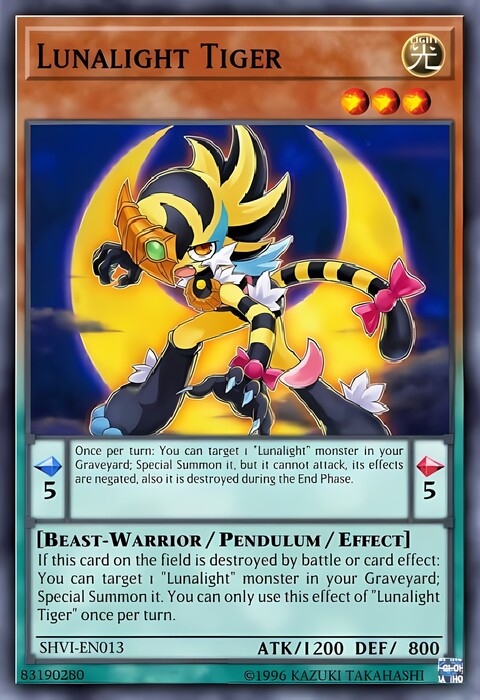 LUNALIGHT TIGER
LIGHT
光
Once per turn: You can target 1 "Lunalight" monster in your
Graveyard; Special Summon it, but it cannot attack, its effects
are negated, also it is destroyed during the End Phase.
5
5
[BEAST-WARRIOR / PENDULUM / EFFECT]
If this card on the field is destroyed by battle or card effect:
You can target 1 "Lunalight" monster in your Graveyard;
Special Summon it. You can only use this effect of "Lunalight
Tiger" once per turn.
SHVI-EN013
ATK/1200 DEF/ 800
83190280
©1996 KAZUKI TAKAHASHI